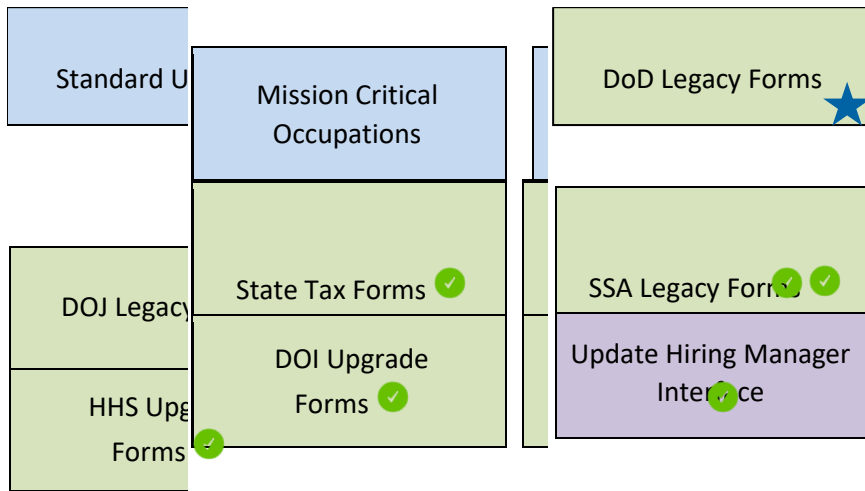 Standard U
Mission Critical
Occupations
DoD Legacy Forms
State Tax Forms
SSA Legacy Forms
DOJ Legacy
DOI Upgrade
Forms
Update Hiring Manager
Interface
HHS Upg
Forms